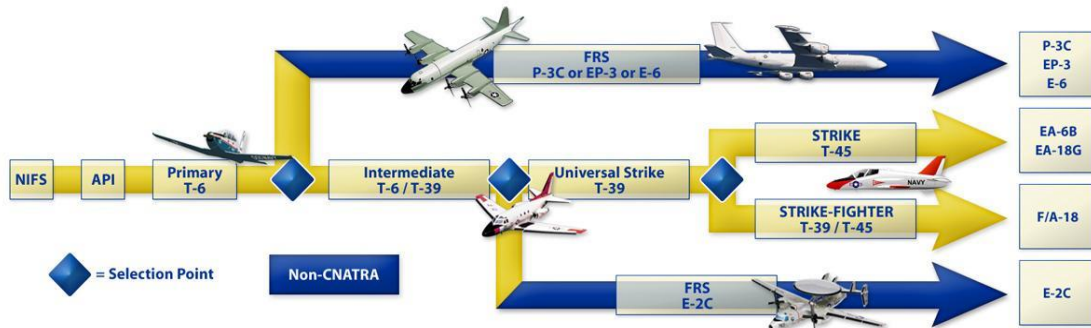 FRS
P-3C or EP-3 or E-6
P-3C
EP-3
E-6
NIFS
API
Primary
T-6
Intermediate
T-6 / T-39
Universal Strike
T-39
STRIKE
T-45
EA-6B
EA-18G
NAVY
STRIKE-FIGHTER
T-39 / T-45
F/A-18
= Selection Point
Non-CNATRA
FRS
E-2C
E-2C